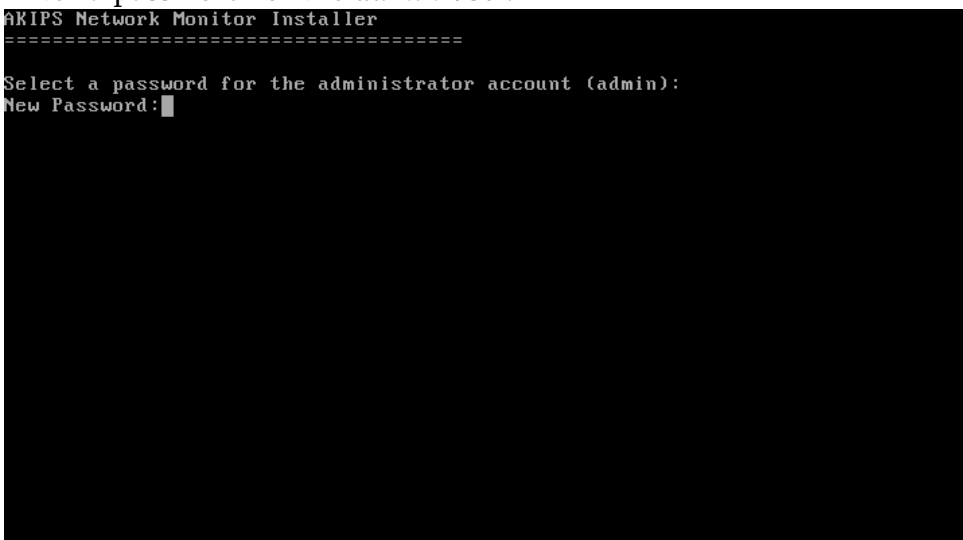 AKIPS Network Monitor Installer
======================================
Select a password for the administrator account (admin):
New Password: